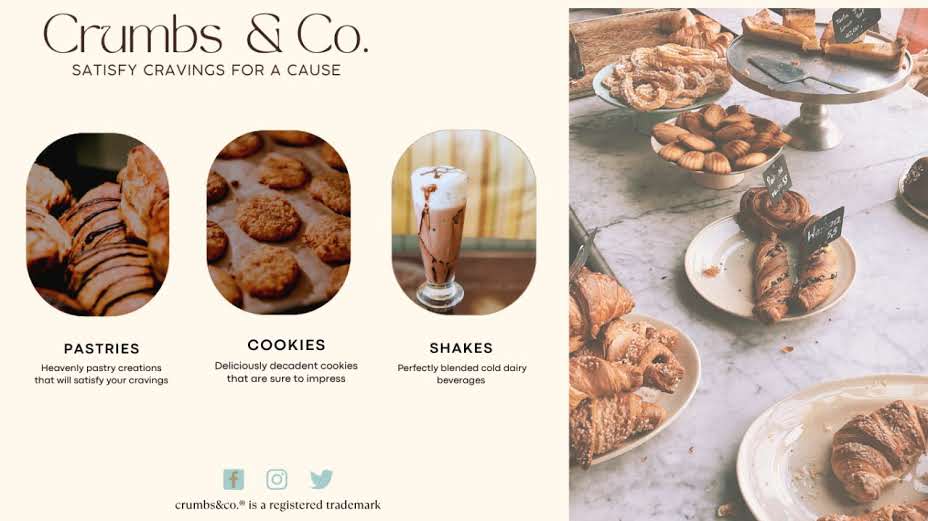 Crumbs & Co.
SATISFY CRAVINGS FOR A CAUSE
PASTRIES
Heavenly pastry creations
that will satisfy your cravings
COOKIES
Deliciously decadent cookies
that are sure to impress
SHAKES
Perfectly blended cold dairy
beverages
crumbs&co.® is a registered trademark